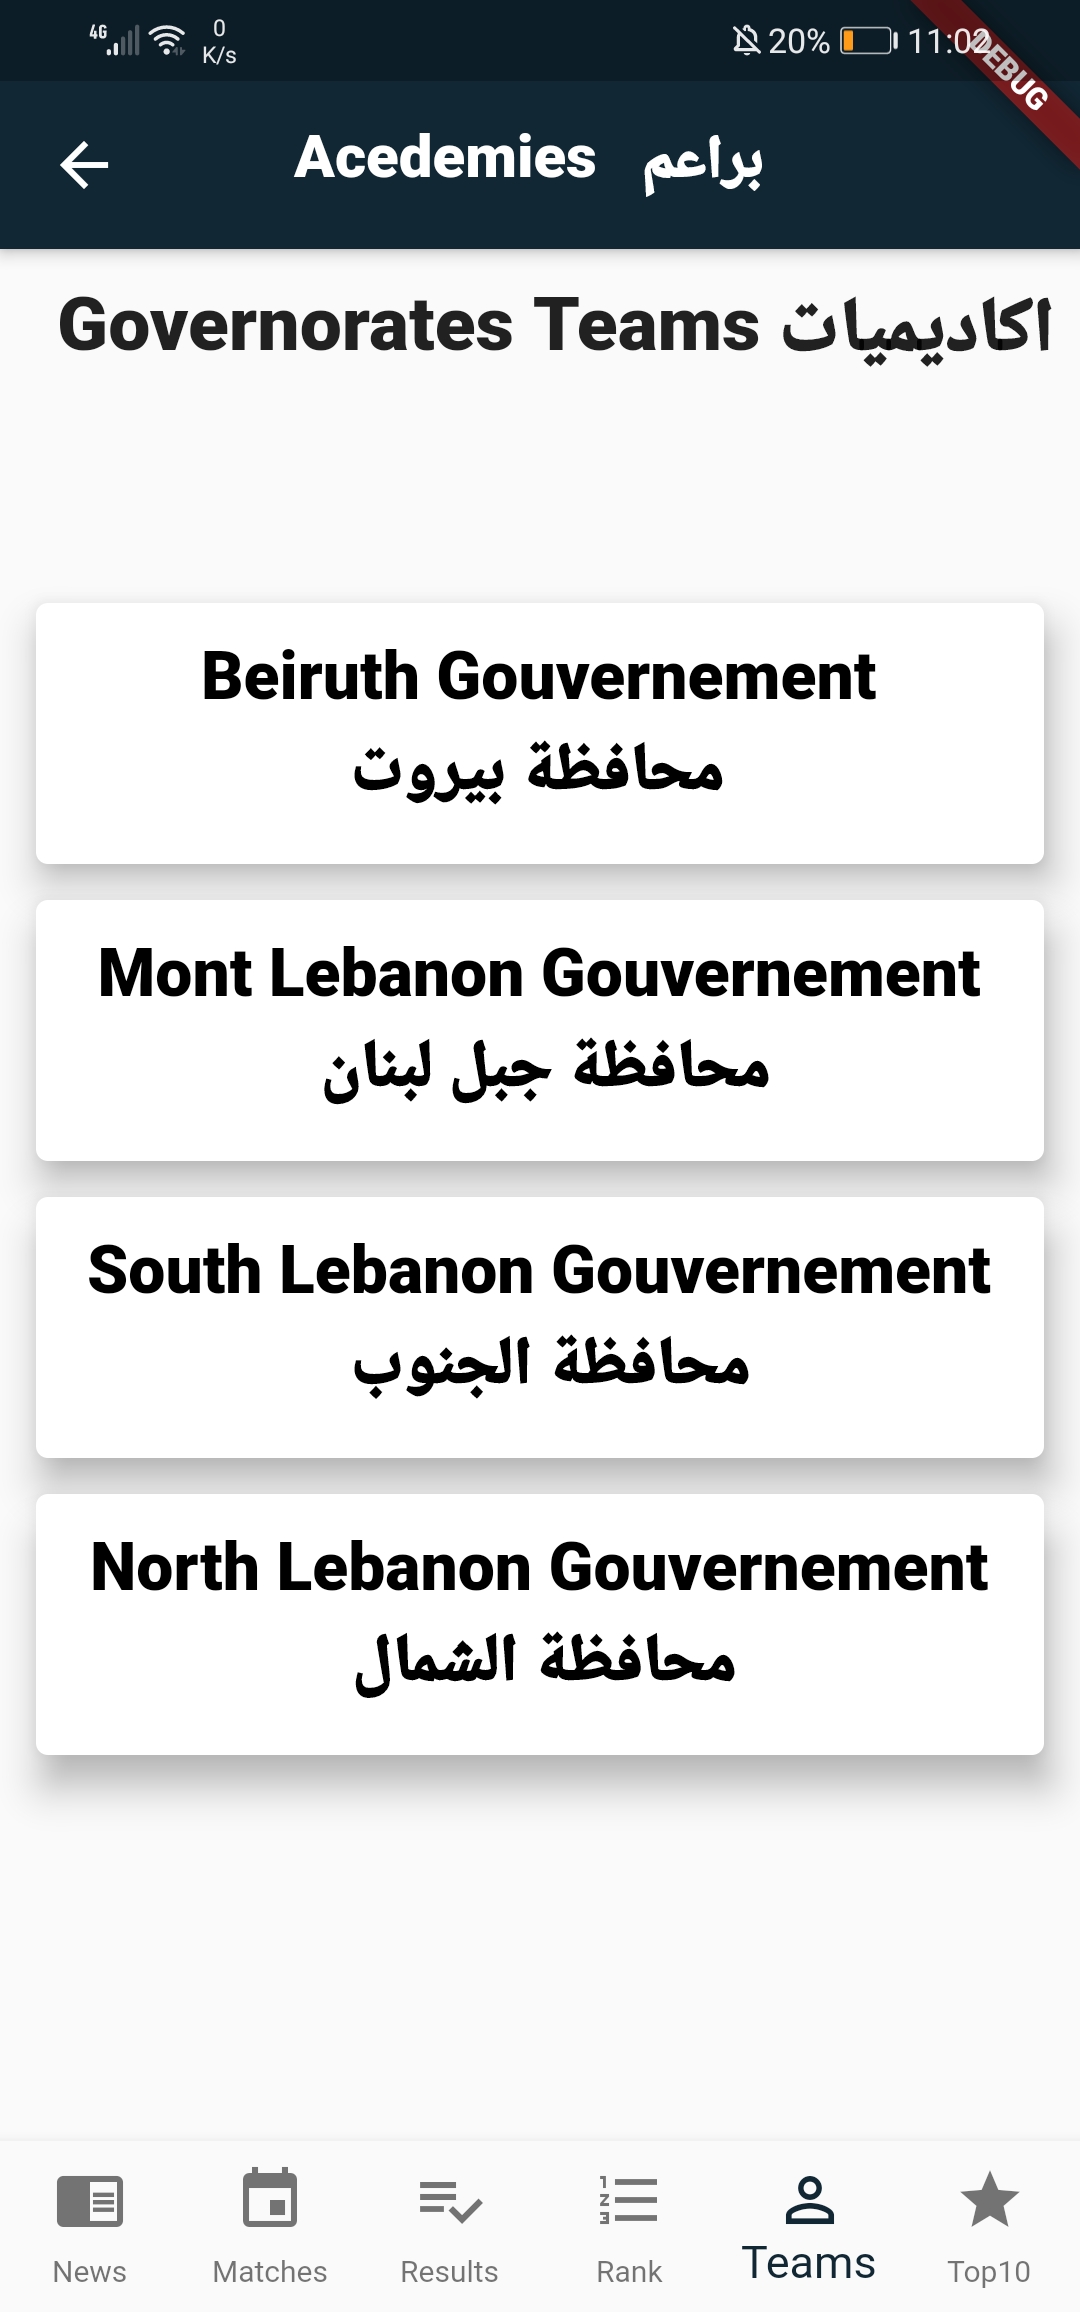 4G 0 K/s 20% 11:02
DEBUG
Acedemies براعم
Governorates Teams اكاديميات
Beiruth Gouvernement
محافظة بيروت
Mont Lebanon Gouvernement
محافظة جبل لبنان
South Lebanon Gouvernement
محافظة الجنوب
North Lebanon Gouvernement
محافظة الشمال
News Matches Results Rank Teams Top10